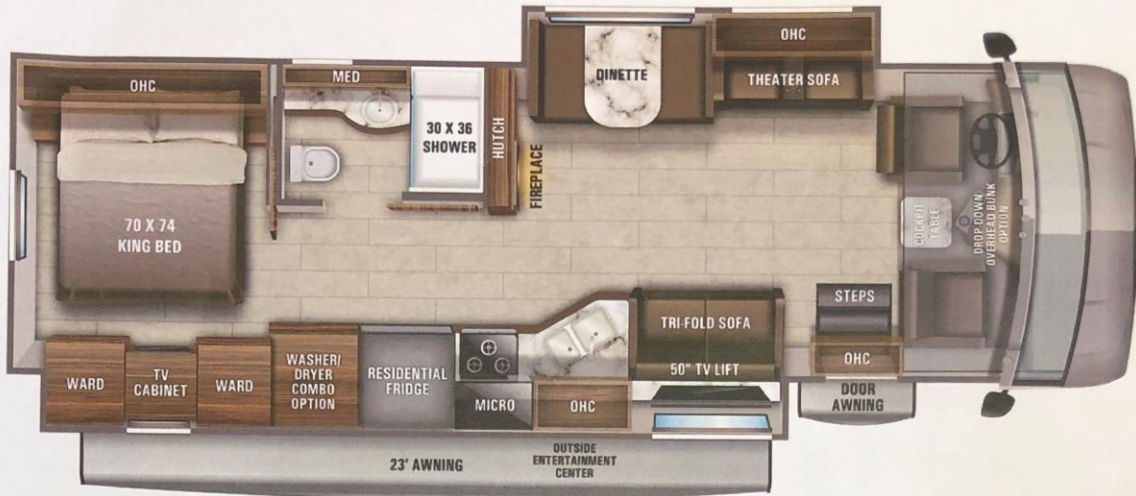 OHC
MED
30 X 36
SHOWER
HUTCH
FIREPLACE
DINETTE
OHC
THEATER SOFA
70 X 74
KING BED
COCKPIT
TABLE
DROP DOWN
OVERHEAD BUNK
OPTION
STEPS
OHC
DOOR
AWNING
WARD
TV
CABINET
WARD
WASHER/
DRYER
COMBO
OPTION
RESIDENTIAL
FRIDGE
MICRO
OHC
TRI-FOLD SOFA
50" TV LIFT
23' AWNING
OUTSIDE
ENTERTAINMENT
CENTER